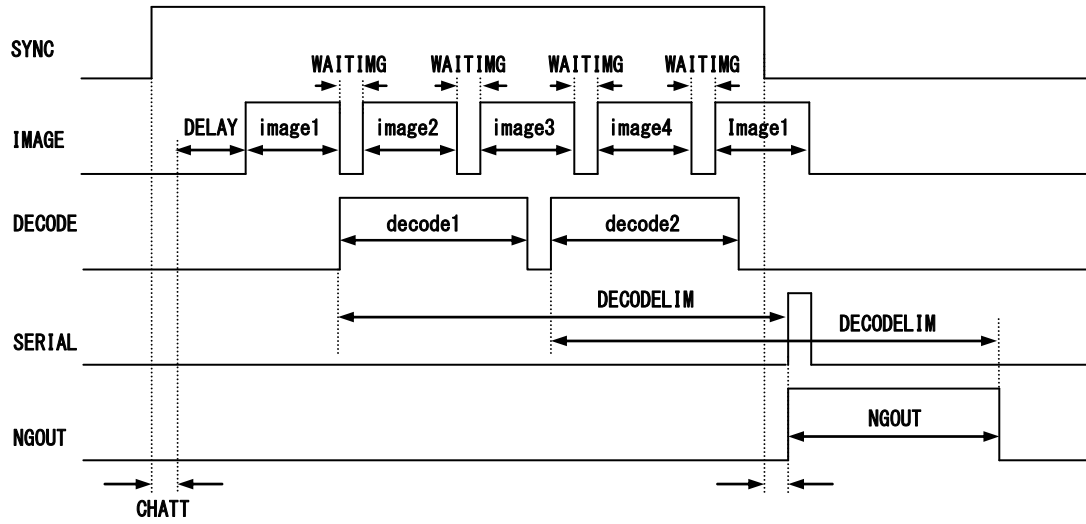 SYNC
WAITIMG WAITIMG WAITIMG WAITIMG
IMAGE
DELAY image1 image2 image3 image4 Image1
DECODE
decode1 decode2
DECODELIM
SERIAL
DECODELIM
NGOUT
NGOUT
CHATT